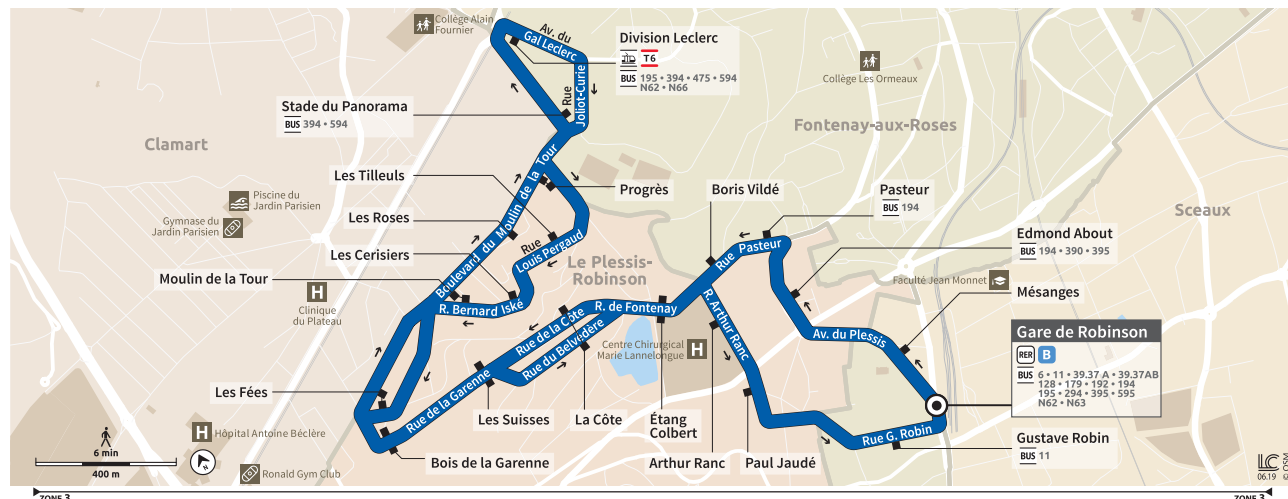 Collège Alain
Fournier
Av. du
Gal Leclerc
Rue
Joliot-Curie
Division Leclerc
T6
BUS 195 • 394 • 475 • 594
N62 • N66
Collège Les Ormeaux
Stade du Panorama
BUS 394 • 594
Clamart
Fontenay-aux-Roses
Sceaux
Les Tilleuls
Progrès
Boris Vildé
Pasteur
BUS 194
Piscine du
Jardin Parisien
Gymnase du
Jardin Parisien
Les Roses
Boulevard du Moulin de la Tour
Rue
Louis Pergaud
Rue Pasteur
Edmond About
BUS 194 • 390 • 395
Les Cerisiers
Le Plessis-
Robinson
Moulin de la Tour
H
Clinique
du Plateau
R. Bernard Iské
R. de Fontenay
Faculté Jean Monnet
Mésanges
Rue de la Côte
Rue du Belvédère
R. Arthur Ranc
Av. du Plessis
Centre Chirurgical
Marie Lannelongue
H
Gare de Robinson
RER B
BUS 6 • 11 • 39.37 A • 39.37AB
128 • 179 • 192 • 194
195 • 294 • 395 • 595
N62 • N63
Les Fées
Rue de la Garenne
Les Suisses
La Côte
Étang
Colbert
Rue G. Robin
Gustave Robin
BUS 11
H
Hôpital Antoine Béclère
Bois de la Garenne
Arthur Ranc
Paul Jaudé
6 min
400 m
N
Ronald Gym Club
LC
06.19
ZONE 3
ZONE 3